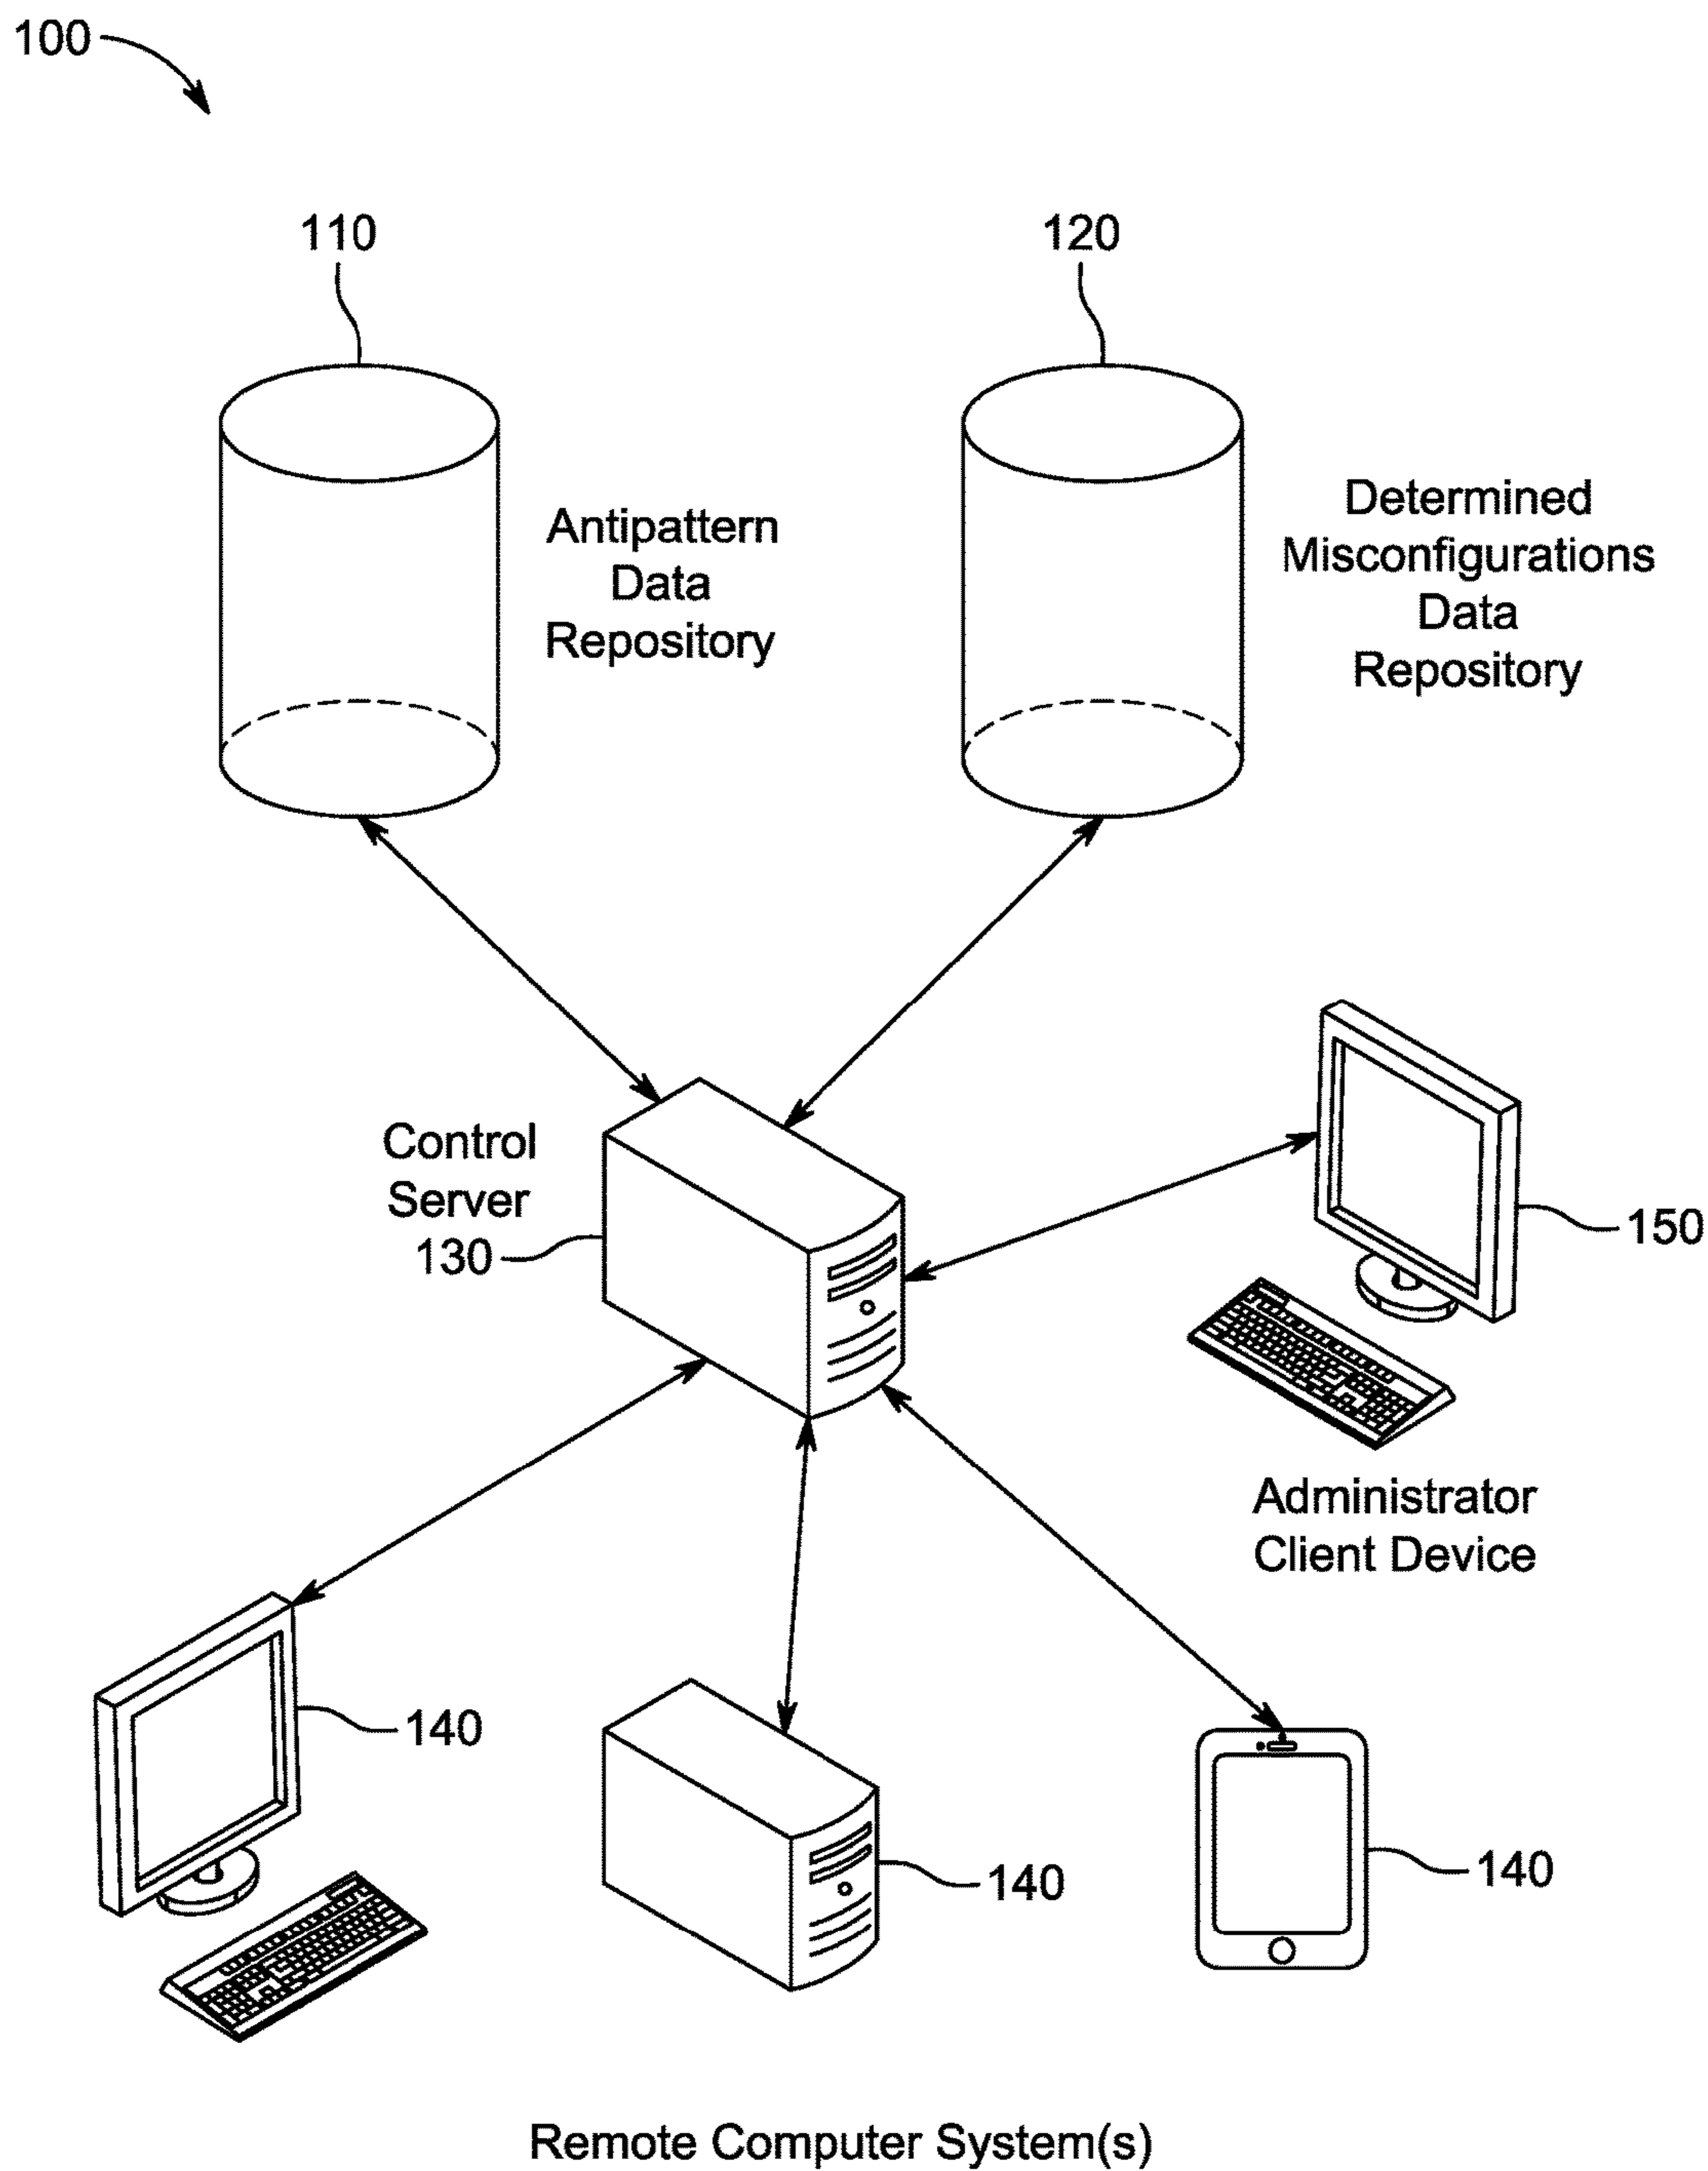 100
110
120
Antipattern
Data
Repository
Determined
Misconfigurations
Data
Repository
Control
Server
130
150
Administrator
Client Device
140
140
140
Remote Computer System(s)